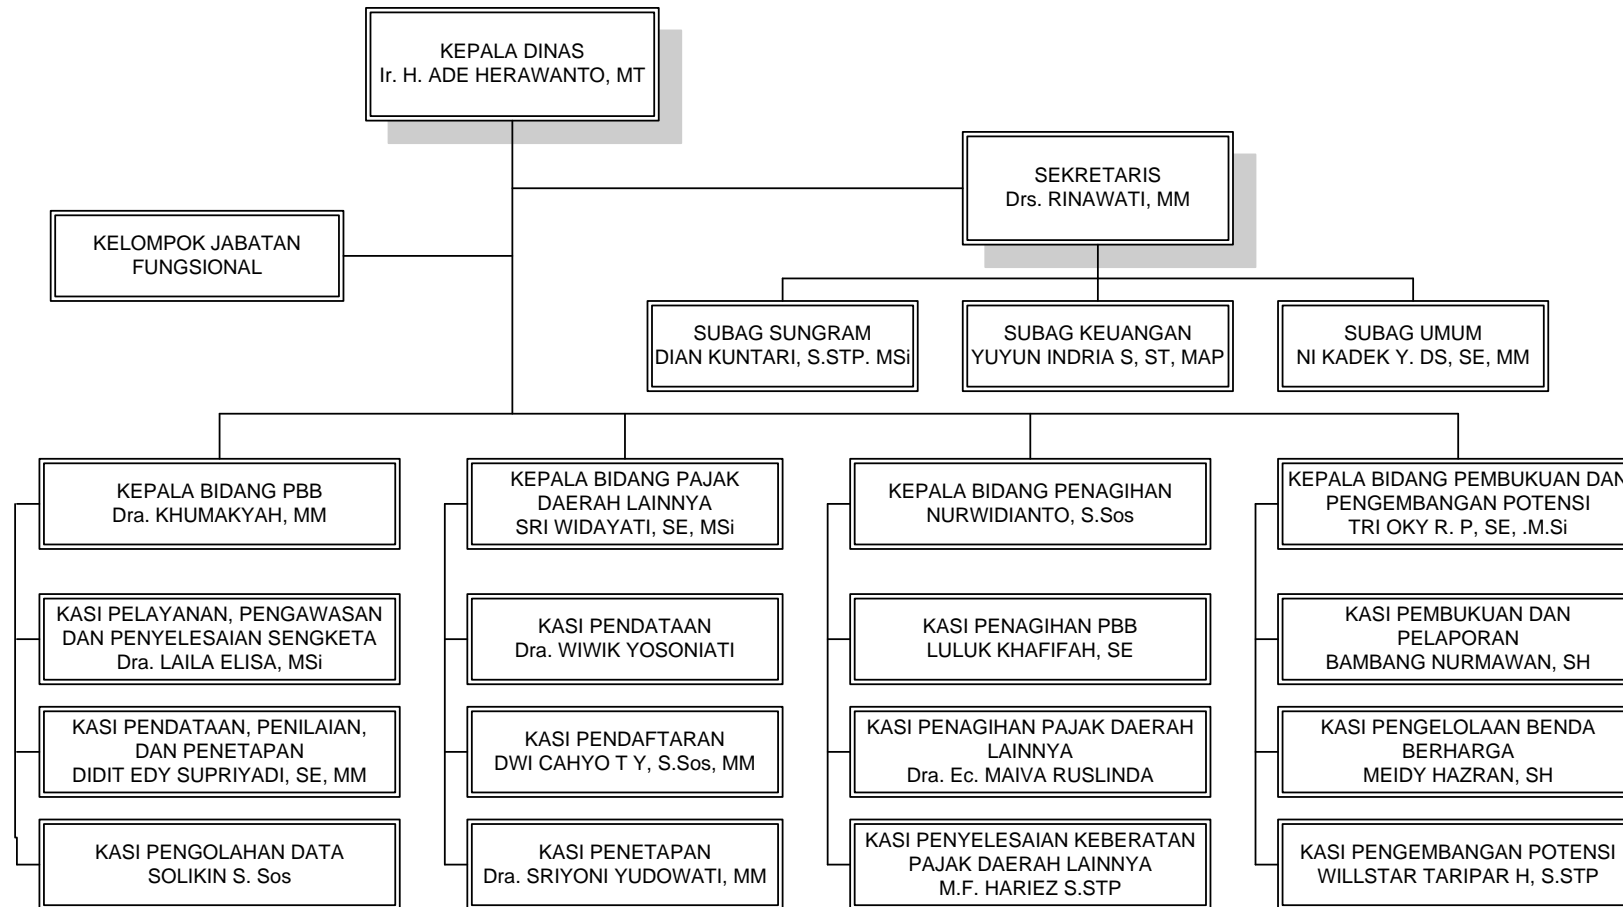 KEPALA DINAS
Ir. H. ADE HERAWANTO, MT
SEKRETARIS
Drs. RINAWATI, MM
KELOMPOK JABATAN
FUNGSIONAL
SUBAG SUNGRAM
DIAN KUNTARI, S.STP. MSi
SUBAG KEUANGAN
YUYUN INDRIA S, ST, MAP
SUBAG UMUM
NI KADEK Y. DS, SE, MM
KEPALA BIDANG PBB
Dra. KHUMAKYAH, MM
KEPALA BIDANG PAJAK
DAERAH LAINNYA
SRI WIDAYATI, SE, MSi
KEPALA BIDANG PENAGIHAN
NURWIDIANTO, S.Sos
KEPALA BIDANG PEMBUKUAN DAN
PENGEMBANGAN POTENSI
TRI OKY R. P, SE, .M.Si
KASI PELAYANAN, PENGAWASAN
DAN PENYELESAIAN SENGKETA
Dra. LAILA ELISA, MSi
KASI PENDATAAN
Dra. WIWIK YOSONIATI
KASI PENAGIHAN PBB
LULUK KHAFIFAH, SE
KASI PEMBUKUAN DAN
PELAPORAN
BAMBANG NURMAWAN, SH
KASI PENDATAAN, PENILAIAN,
DAN PENETAPAN
DIDIT EDY SUPRIYADI, SE, MM
KASI PENDAFTARAN
DWI CAHYO T Y, S.Sos, MM
KASI PENAGIHAN PAJAK DAERAH
LAINNYA
Dra. Ec. MAIVA RUSLINDA
KASI PENGELOLAAN BENDA
BERHARGA
MEIDY HAZRAN, SH
KASI PENGOLAHAN DATA
SOLIKIN S. Sos
KASI PENETAPAN
Dra. SRIYONI YUDOWATI, MM
KASI PENYELESAIAN KEBERATAN
PAJAK DAERAH LAINNYA
M.F. HARIEZ S.STP
KASI PENGEMBANGAN POTENSI
WILLSTAR TARIPAR H, S.STP